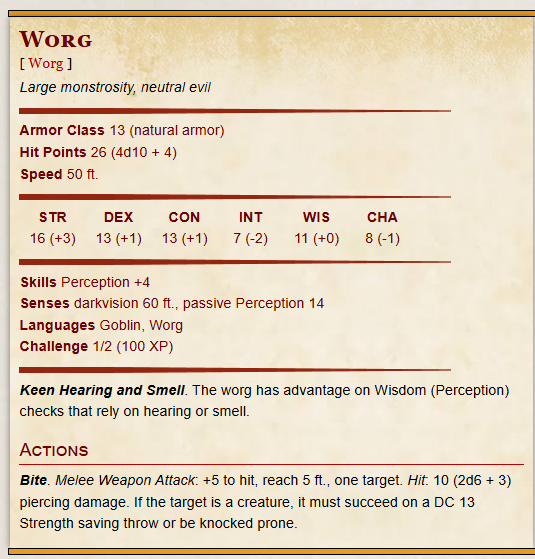 Worg
[ Worg ]
Large monstrosity, neutral evil
Armor Class 13 (natural armor)
Hit Points 26 (4d10 + 4)
Speed 50 ft.
STR DEX CON INT WIS CHA
16 (+3) 13 (+1) 13 (+1) 7 (-2) 11 (+0) 8 (-1)
Skills Perception +4
Senses darkvision 60 ft., passive Perception 14
Languages Goblin, Worg
Challenge 1/2 (100 XP)
Keen Hearing and Smell. The worg has advantage on Wisdom (Perception)
checks that rely on hearing or smell.
Actions
Bite. Melee Weapon Attack: +5 to hit, reach 5 ft., one target. Hit: 10 (2d6 + 3)
piercing damage. If the target is a creature, it must succeed on a DC 13
Strength saving throw or be knocked prone.